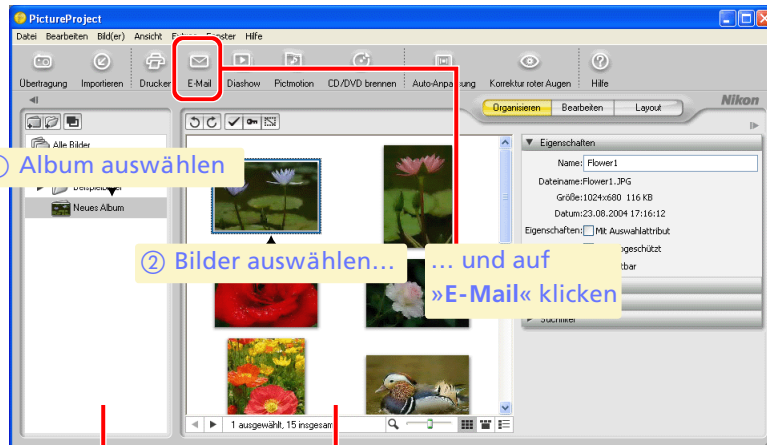 PictureProject
Datei Bearbeiten Bild(er) Ansicht Extras Fenster Hilfe
Übertragung Importieren Drucken E-Mail Diashow Pictmotion CD/DVD brennen Auto-Anpassung Korrektur roter Augen Hilfe
Organisieren Bearbeiten Layout Nikon
Alle Bilder
Album auswählen
Neues Album
② Bilder auswählen…
… und auf
»E-Mail« klicken
Eigenschaften
Name: Flower1
Dateiname:Flower1.JPG
Größe:1024x680 116 KB
Datum:23.08.2004 17:16:12
Eigenschaften: Mit Auswahlattribut
1 ausgewählt, 15 insgesam